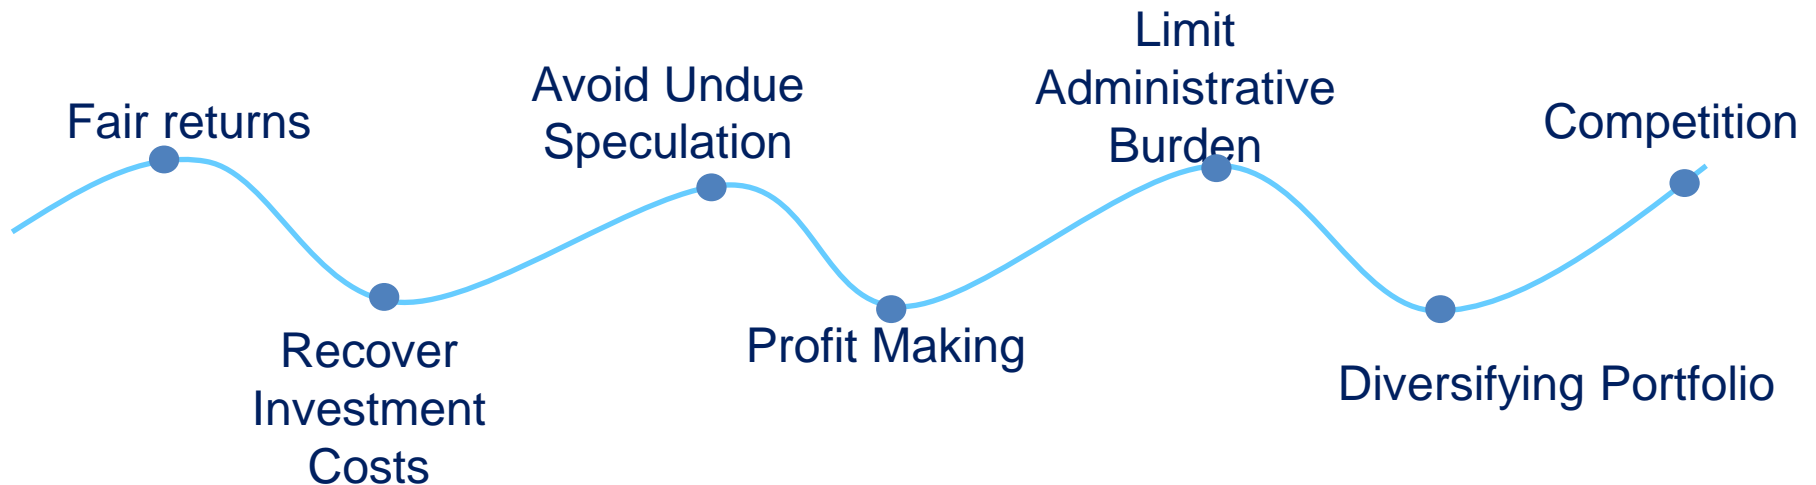 Fair returns
Recover
Investment
Costs
Avoid Undue
Speculation
Profit Making
Limit
Administrative
Burden
Diversifying Portfolio
Competition